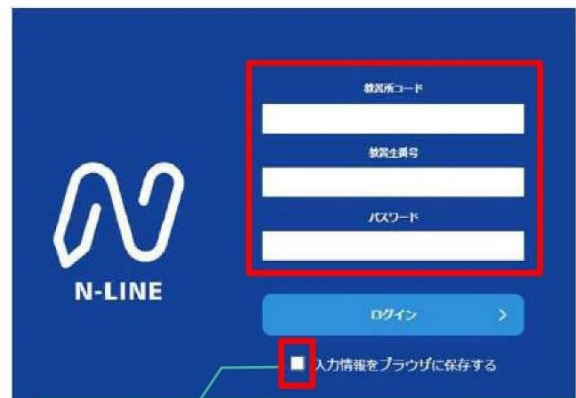 教習所コード
教習生番号
パスワード
N-LINE
ログイン
入力情報をブラウザに保存する